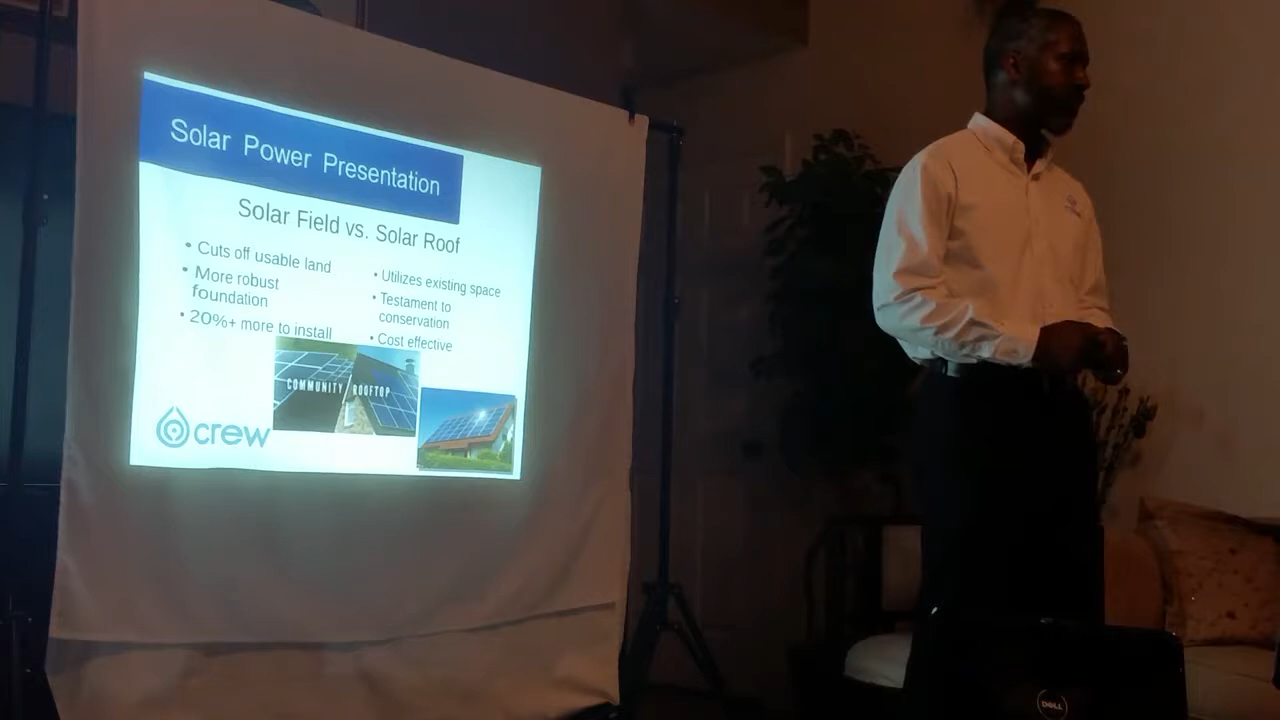 Solar Power Presentation
Solar Field vs. Solar Roof
• Cuts off usable land
• More robust
foundation
• 20%+ more to install
• Utilizes existing space
• Testament to
conservation
• Cost effective
COMMUNITY ROOFTOP
crew
DELL